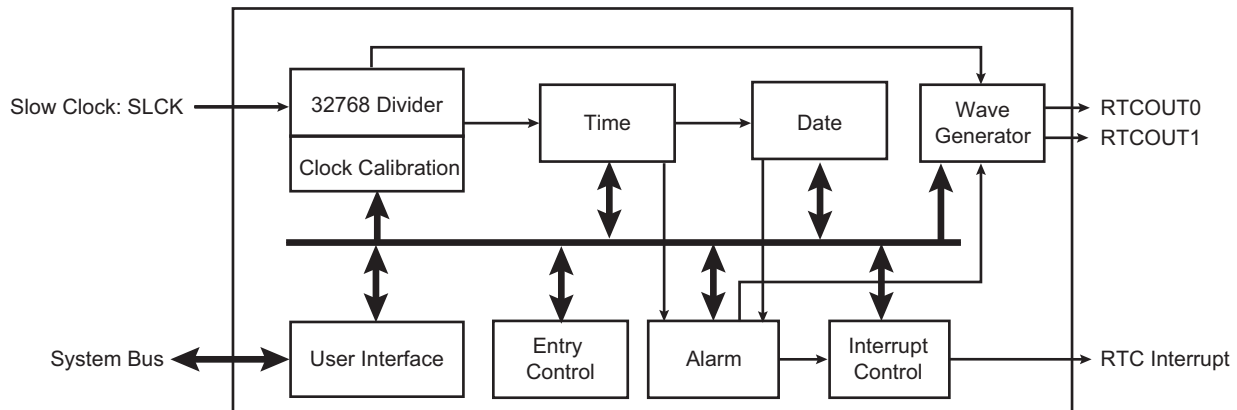 Slow Clock: SLCK
32768 Divider
Clock Calibration
Time
Date
Wave
Generator
RTCOUT0
RTCOUT1
System Bus
User Interface
Entry
Control
Alarm
Interrupt
Control
RTC Interrupt